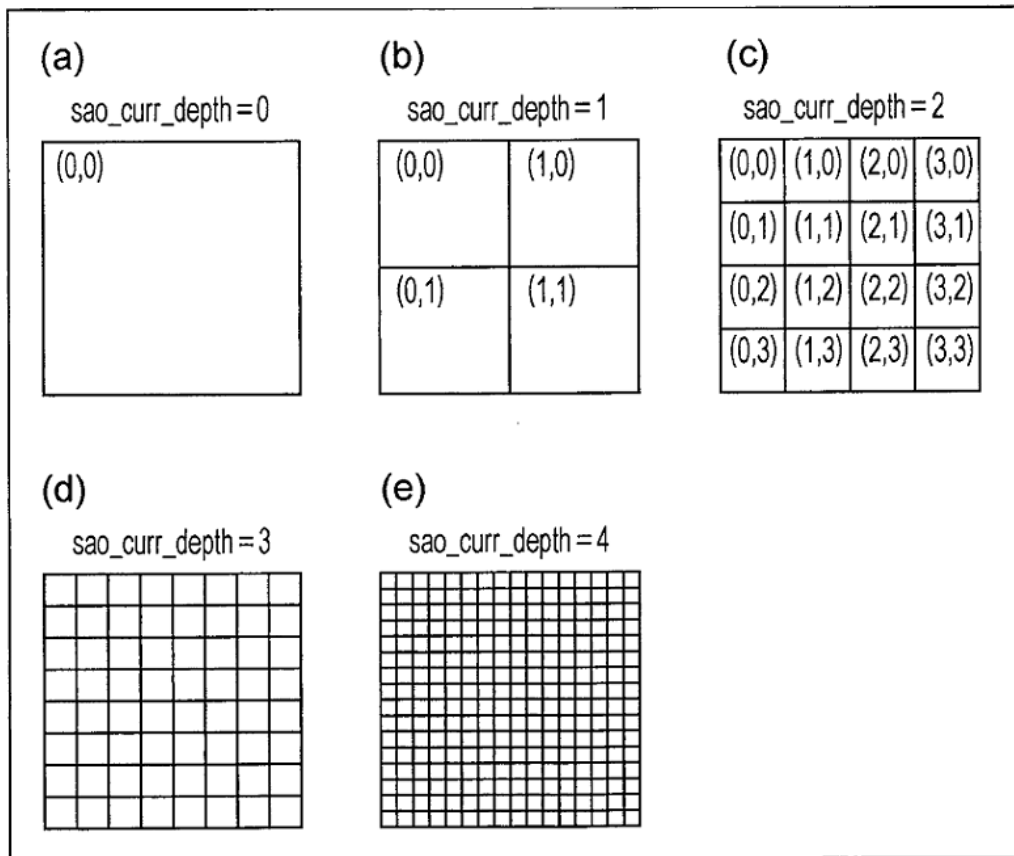 (a)
sao_curr_depth=0
(0,0)
(b)
sao_curr_depth=1
(0,0) (1,0)
(0,1) (1,1)
(c)
sao_curr_depth=2
(0,0) (1,0) (2,0) (3,0)
(0,1) (1,1) (2,1) (3,1)
(0,2) (1,2) (2,2) (3,2)
(0,3) (1,3) (2,3) (3,3)
(d)
sao_curr_depth=3
(e)
sao_curr_depth=4